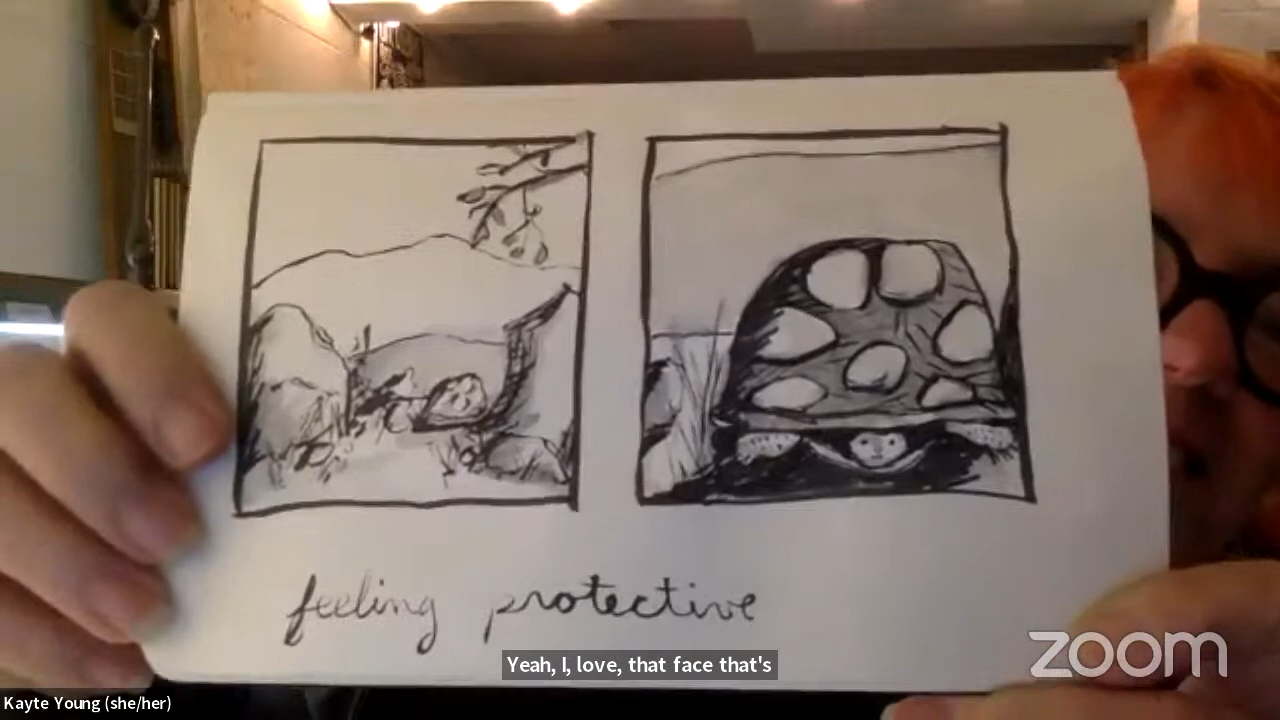 feeling protective
Yeah, I, love, that face that's
zoom
Kayte Young (she/her)